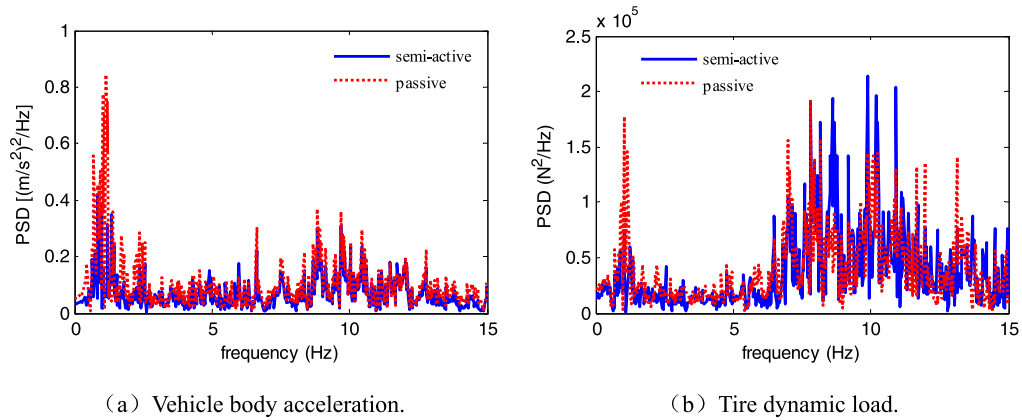 1
0.8
0.6
0.4
0.2
0
0 5 10 15
PSD [(m/s²)²/Hz]
frequency (Hz)
semi-active
passive
（a）Vehicle body acceleration.
× 10⁵
2.5
2
1.5
1
0.5
0
0 5 10 15
PSD (N²/Hz)
frequency (Hz)
semi-active
passive
（b）Tire dynamic load.